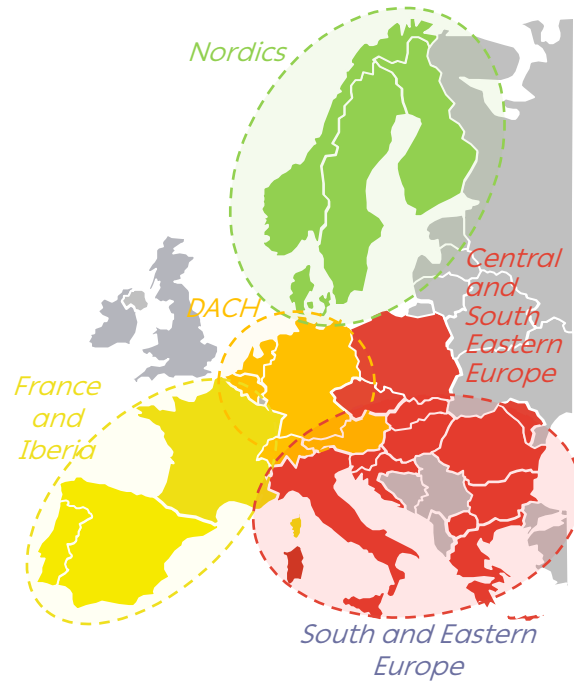 Nordics
Central
and
South
Eastern
Europe
DACH
France
and
Iberia
South and Eastern
Europe